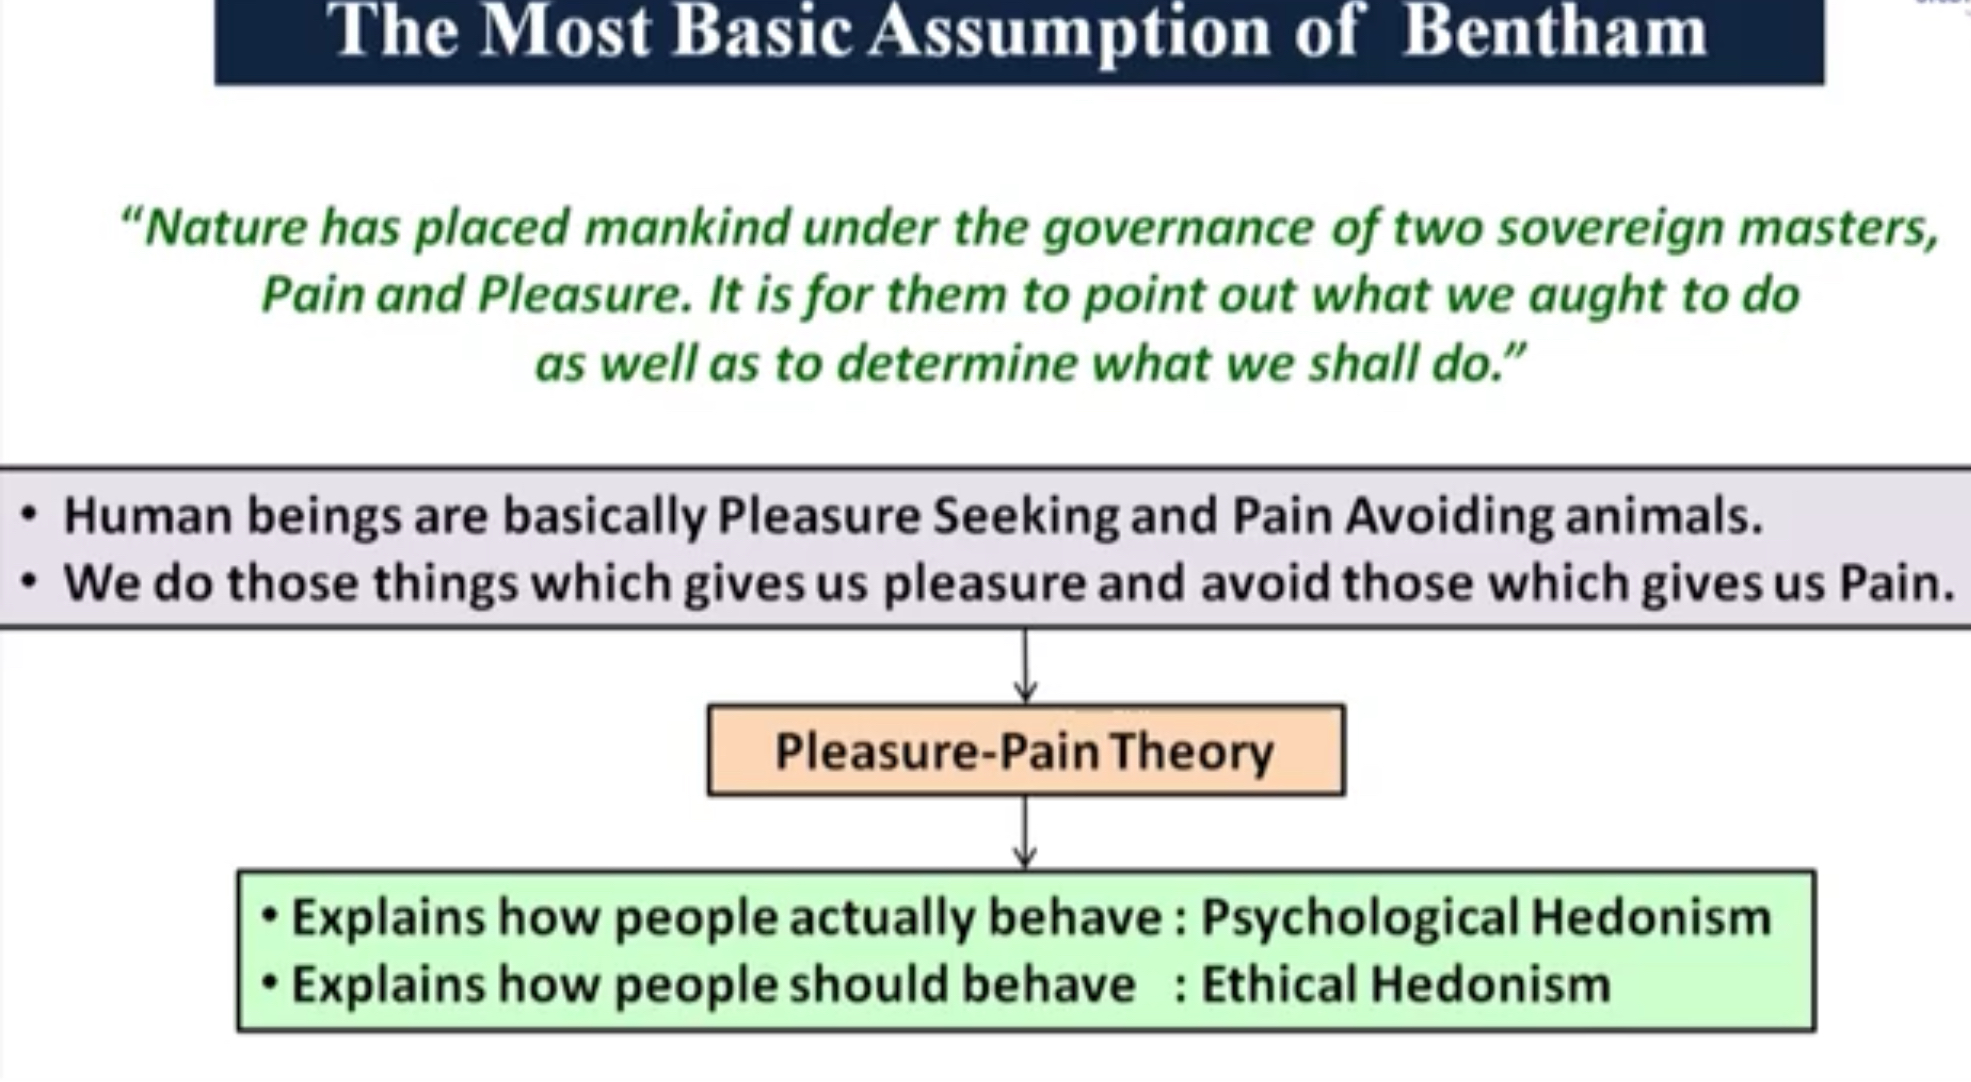 The Most Basic Assumption of Bentham
“Nature has placed mankind under the governance of two sovereign masters,
Pain and Pleasure. It is for them to point out what we aught to do
as well as to determine what we shall do.”
• Human beings are basically Pleasure Seeking and Pain Avoiding animals.
• We do those things which gives us pleasure and avoid those which gives us Pain.
Pleasure-Pain Theory
• Explains how people actually behave : Psychological Hedonism
• Explains how people should behave : Ethical Hedonism